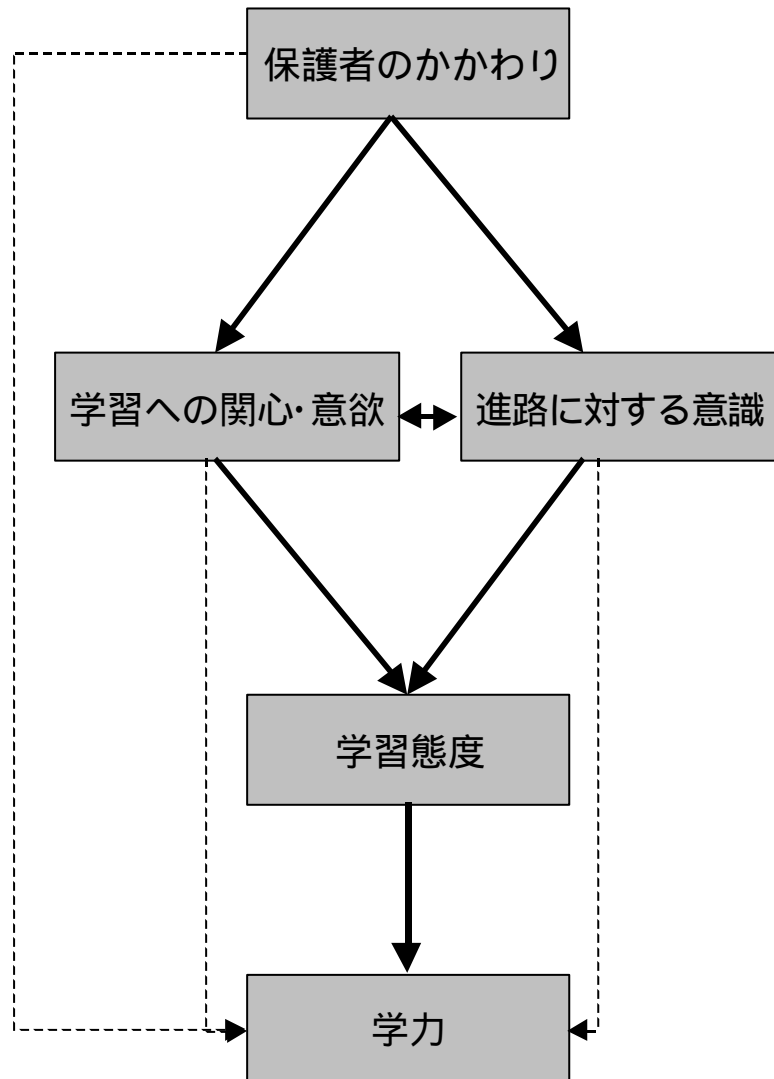 保護者のかかわり
学習への関心・意欲
進路に対する意識
学習態度
学力